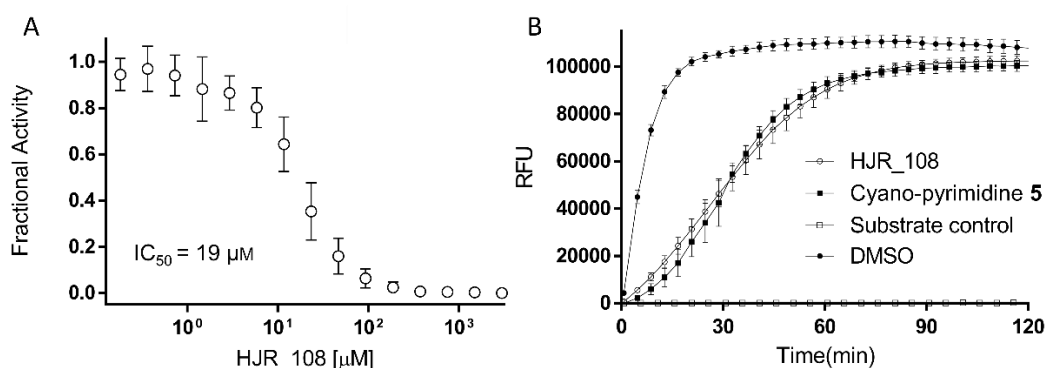 A
1.0
0.8
0.6
0.4
0.2
0.0
Fractional Activity
IC50 = 19 µM
10^0
10^1
10^2
10^3
HJR_108 [µM]
B
100000
80000
60000
40000
20000
0
RFU
HJR_108
Cyano-pyrimidine 5
Substrate control
DMSO
0
30
60
90
120
Time(min)